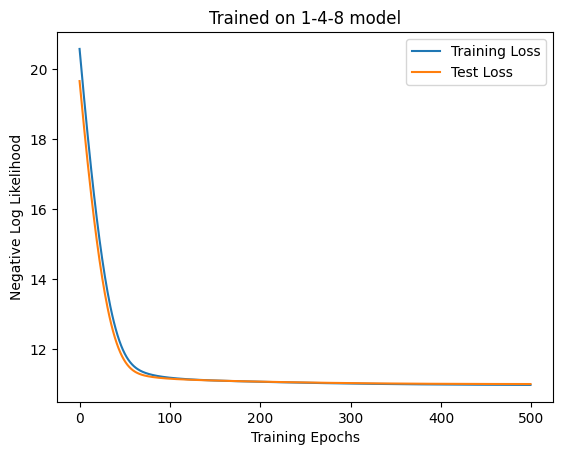 Trained on 1-4-8 model
Training Loss
Test Loss
Negative Log Likelihood
20
18
16
14
12
0
100
200
300
400
500
Training Epochs